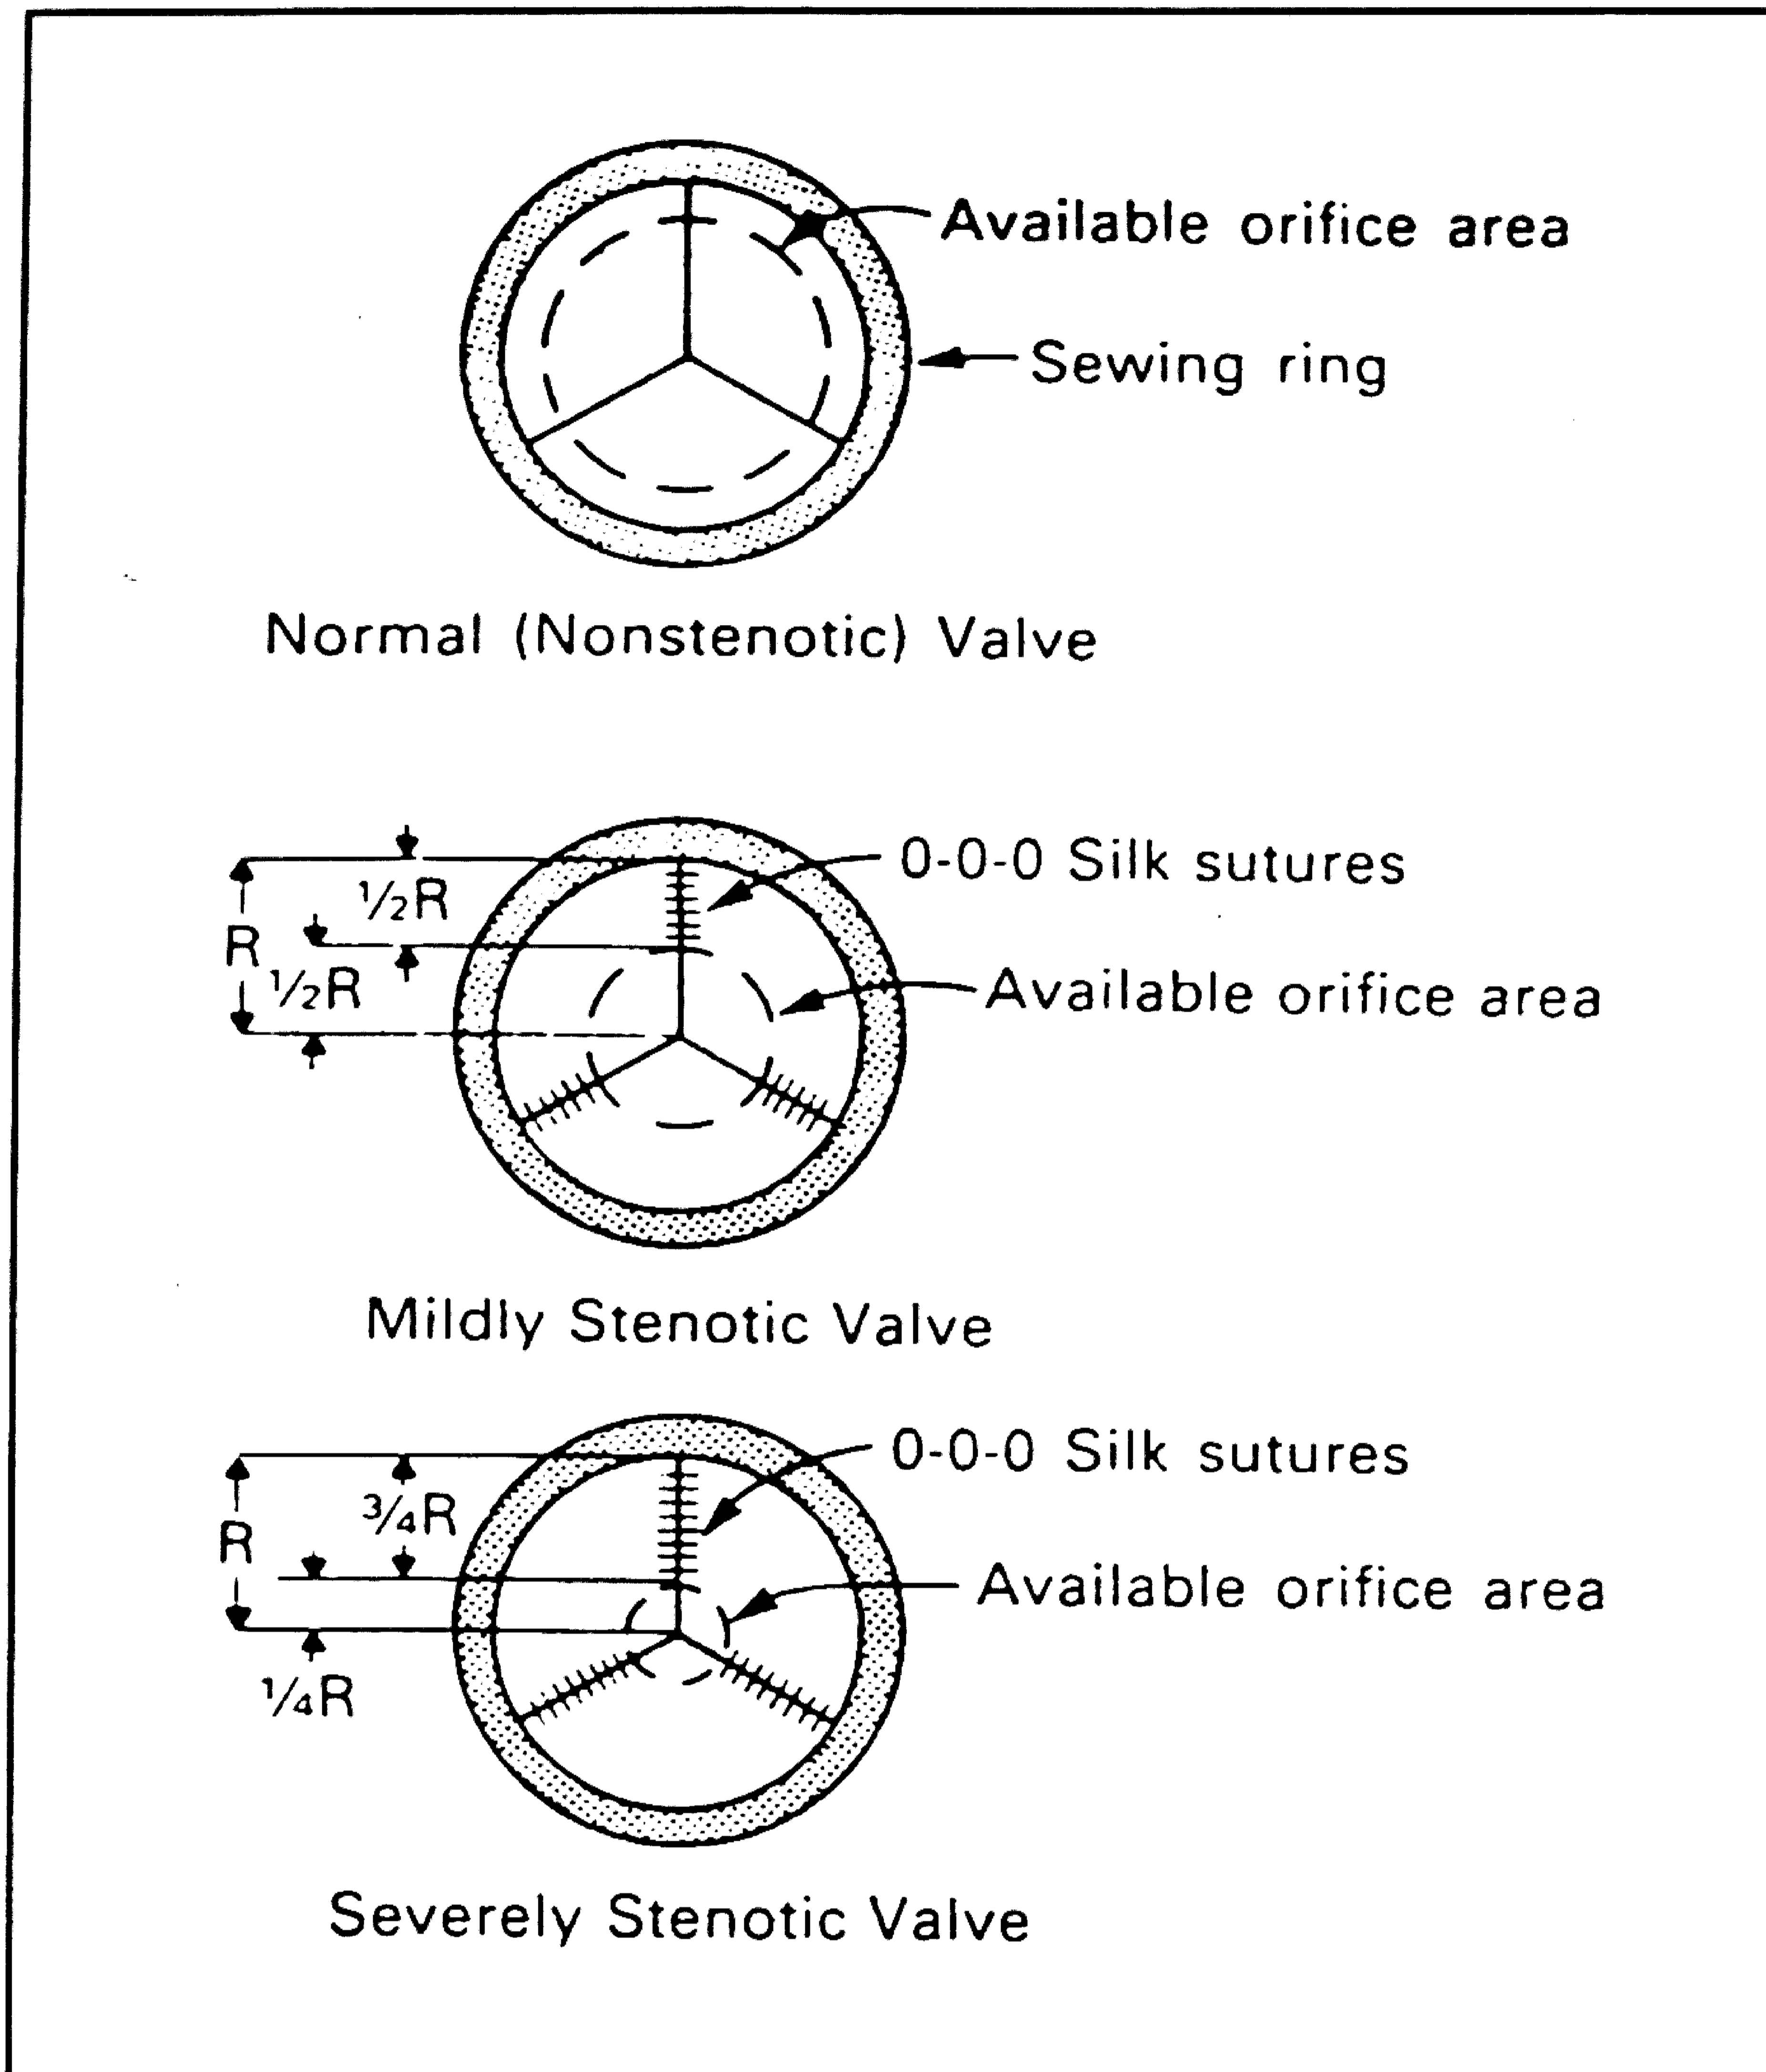 Available orifice area
Sewing ring
Normal (Nonstenotic) Valve
0-0-0 Silk sutures
½R
R
½R
Available orifice area
Mildly Stenotic Valve
0-0-0 Silk sutures
¾R
R
Available orifice area
¼R
Severely Stenotic Valve